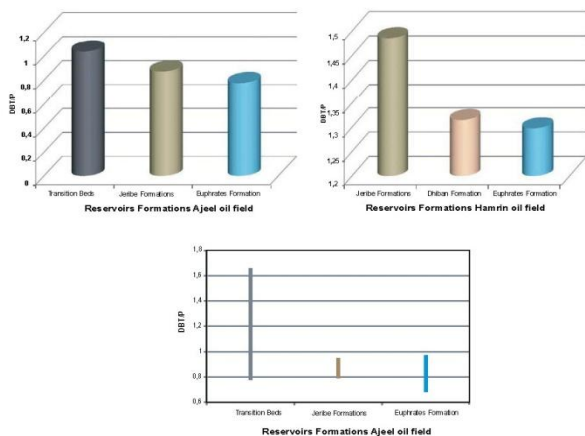 1,2
1
0,8
0,6
0,4
0,2
0
DBT/P
Transition Beds Jeribe Formations Euphrates Formation
Reservoirs Formations Ajeel oil field
1,5
1,45
1,4
1,35
1,3
1,25
1,2
DBT/P
Jeribe Formations Dhiban Formation Euphrates Formation
Reservoirs Formations Hamrin oil field
1,8
1,6
1,4
1,2
1
0,8
0,6
DBT/P
Transition Beds Jeribe Formations Euphrates Formation
Reservoirs Formations Ajeel oil field